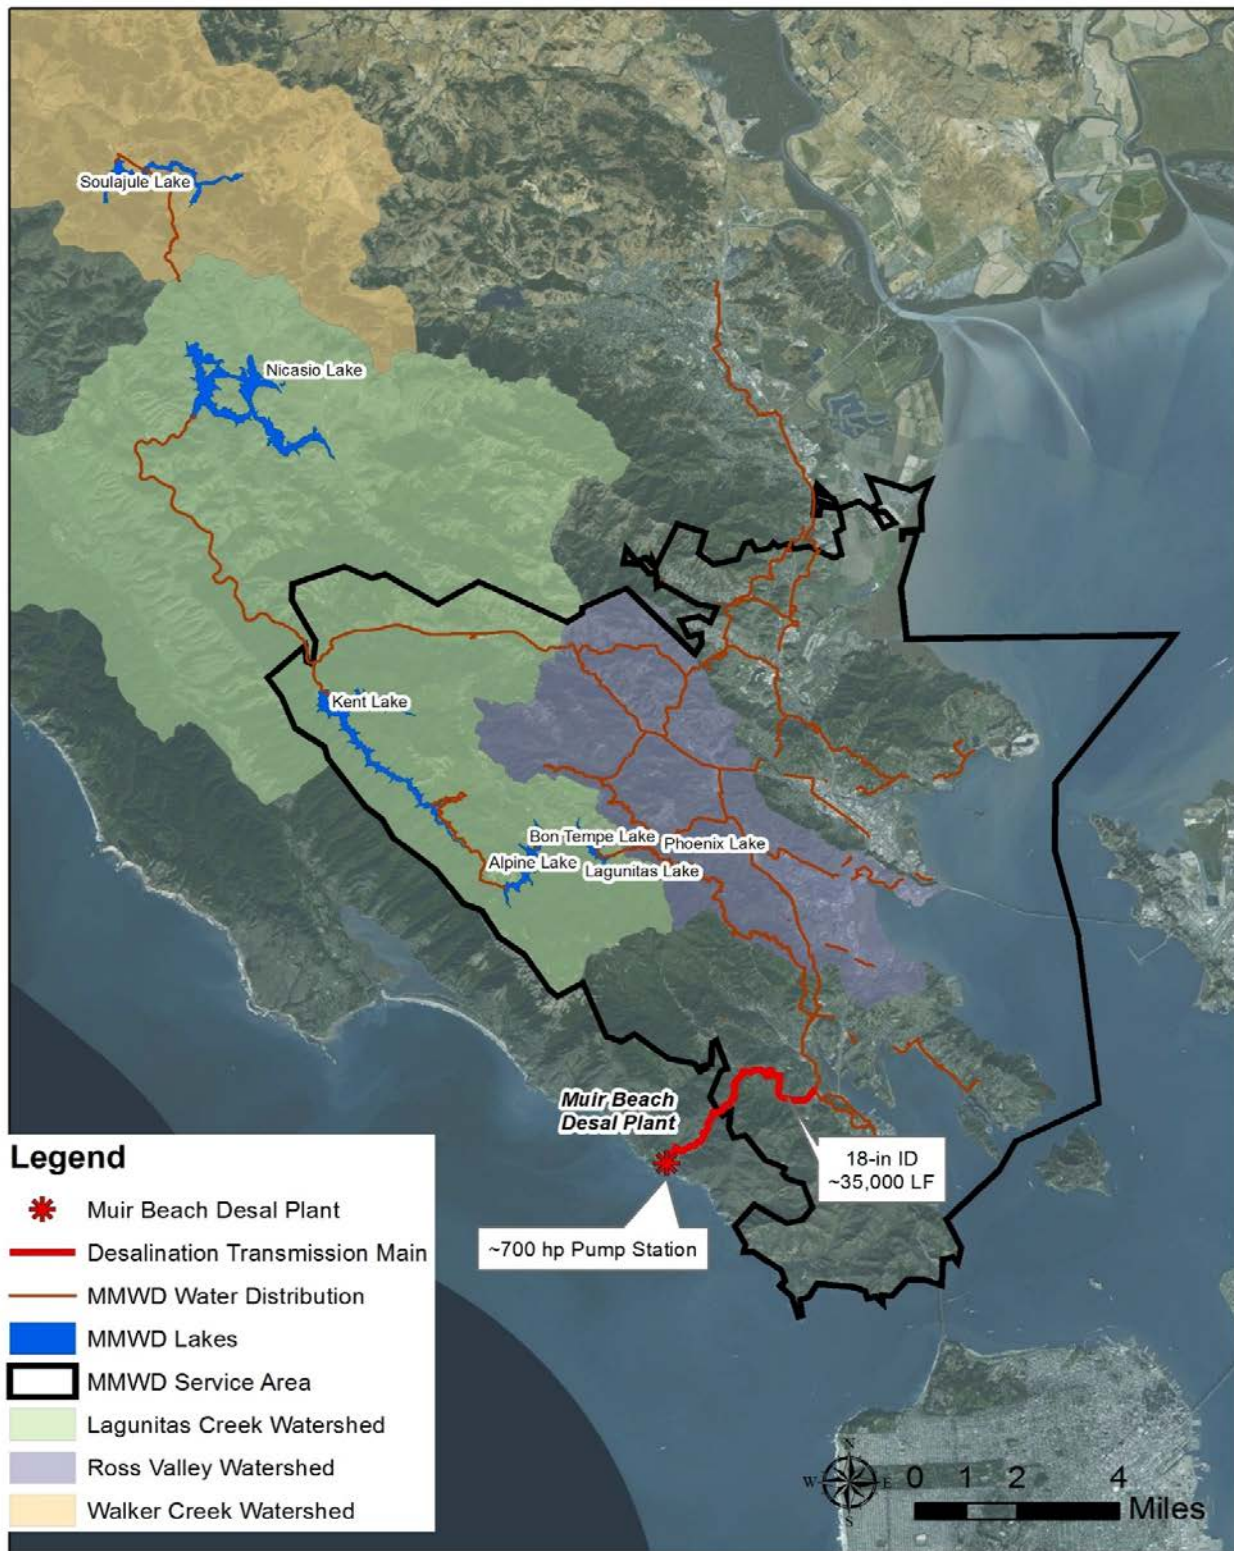 Soulajule Lake
Nicasio Lake
Kent Lake
Bon Tempe Lake
Phoenix Lake
Alpine Lake
Lagunitas Lake
Muir Beach
Desal Plant
18-in ID
~35,000 LF
~700 hp Pump Station
Legend
Muir Beach Desal Plant
Desalination Transmission Main
MMWD Water Distribution
MMWD Lakes
MMWD Service Area
Lagunitas Creek Watershed
Ross Valley Watershed
Walker Creek Watershed
N
W E
S
0 1 2 4
Miles